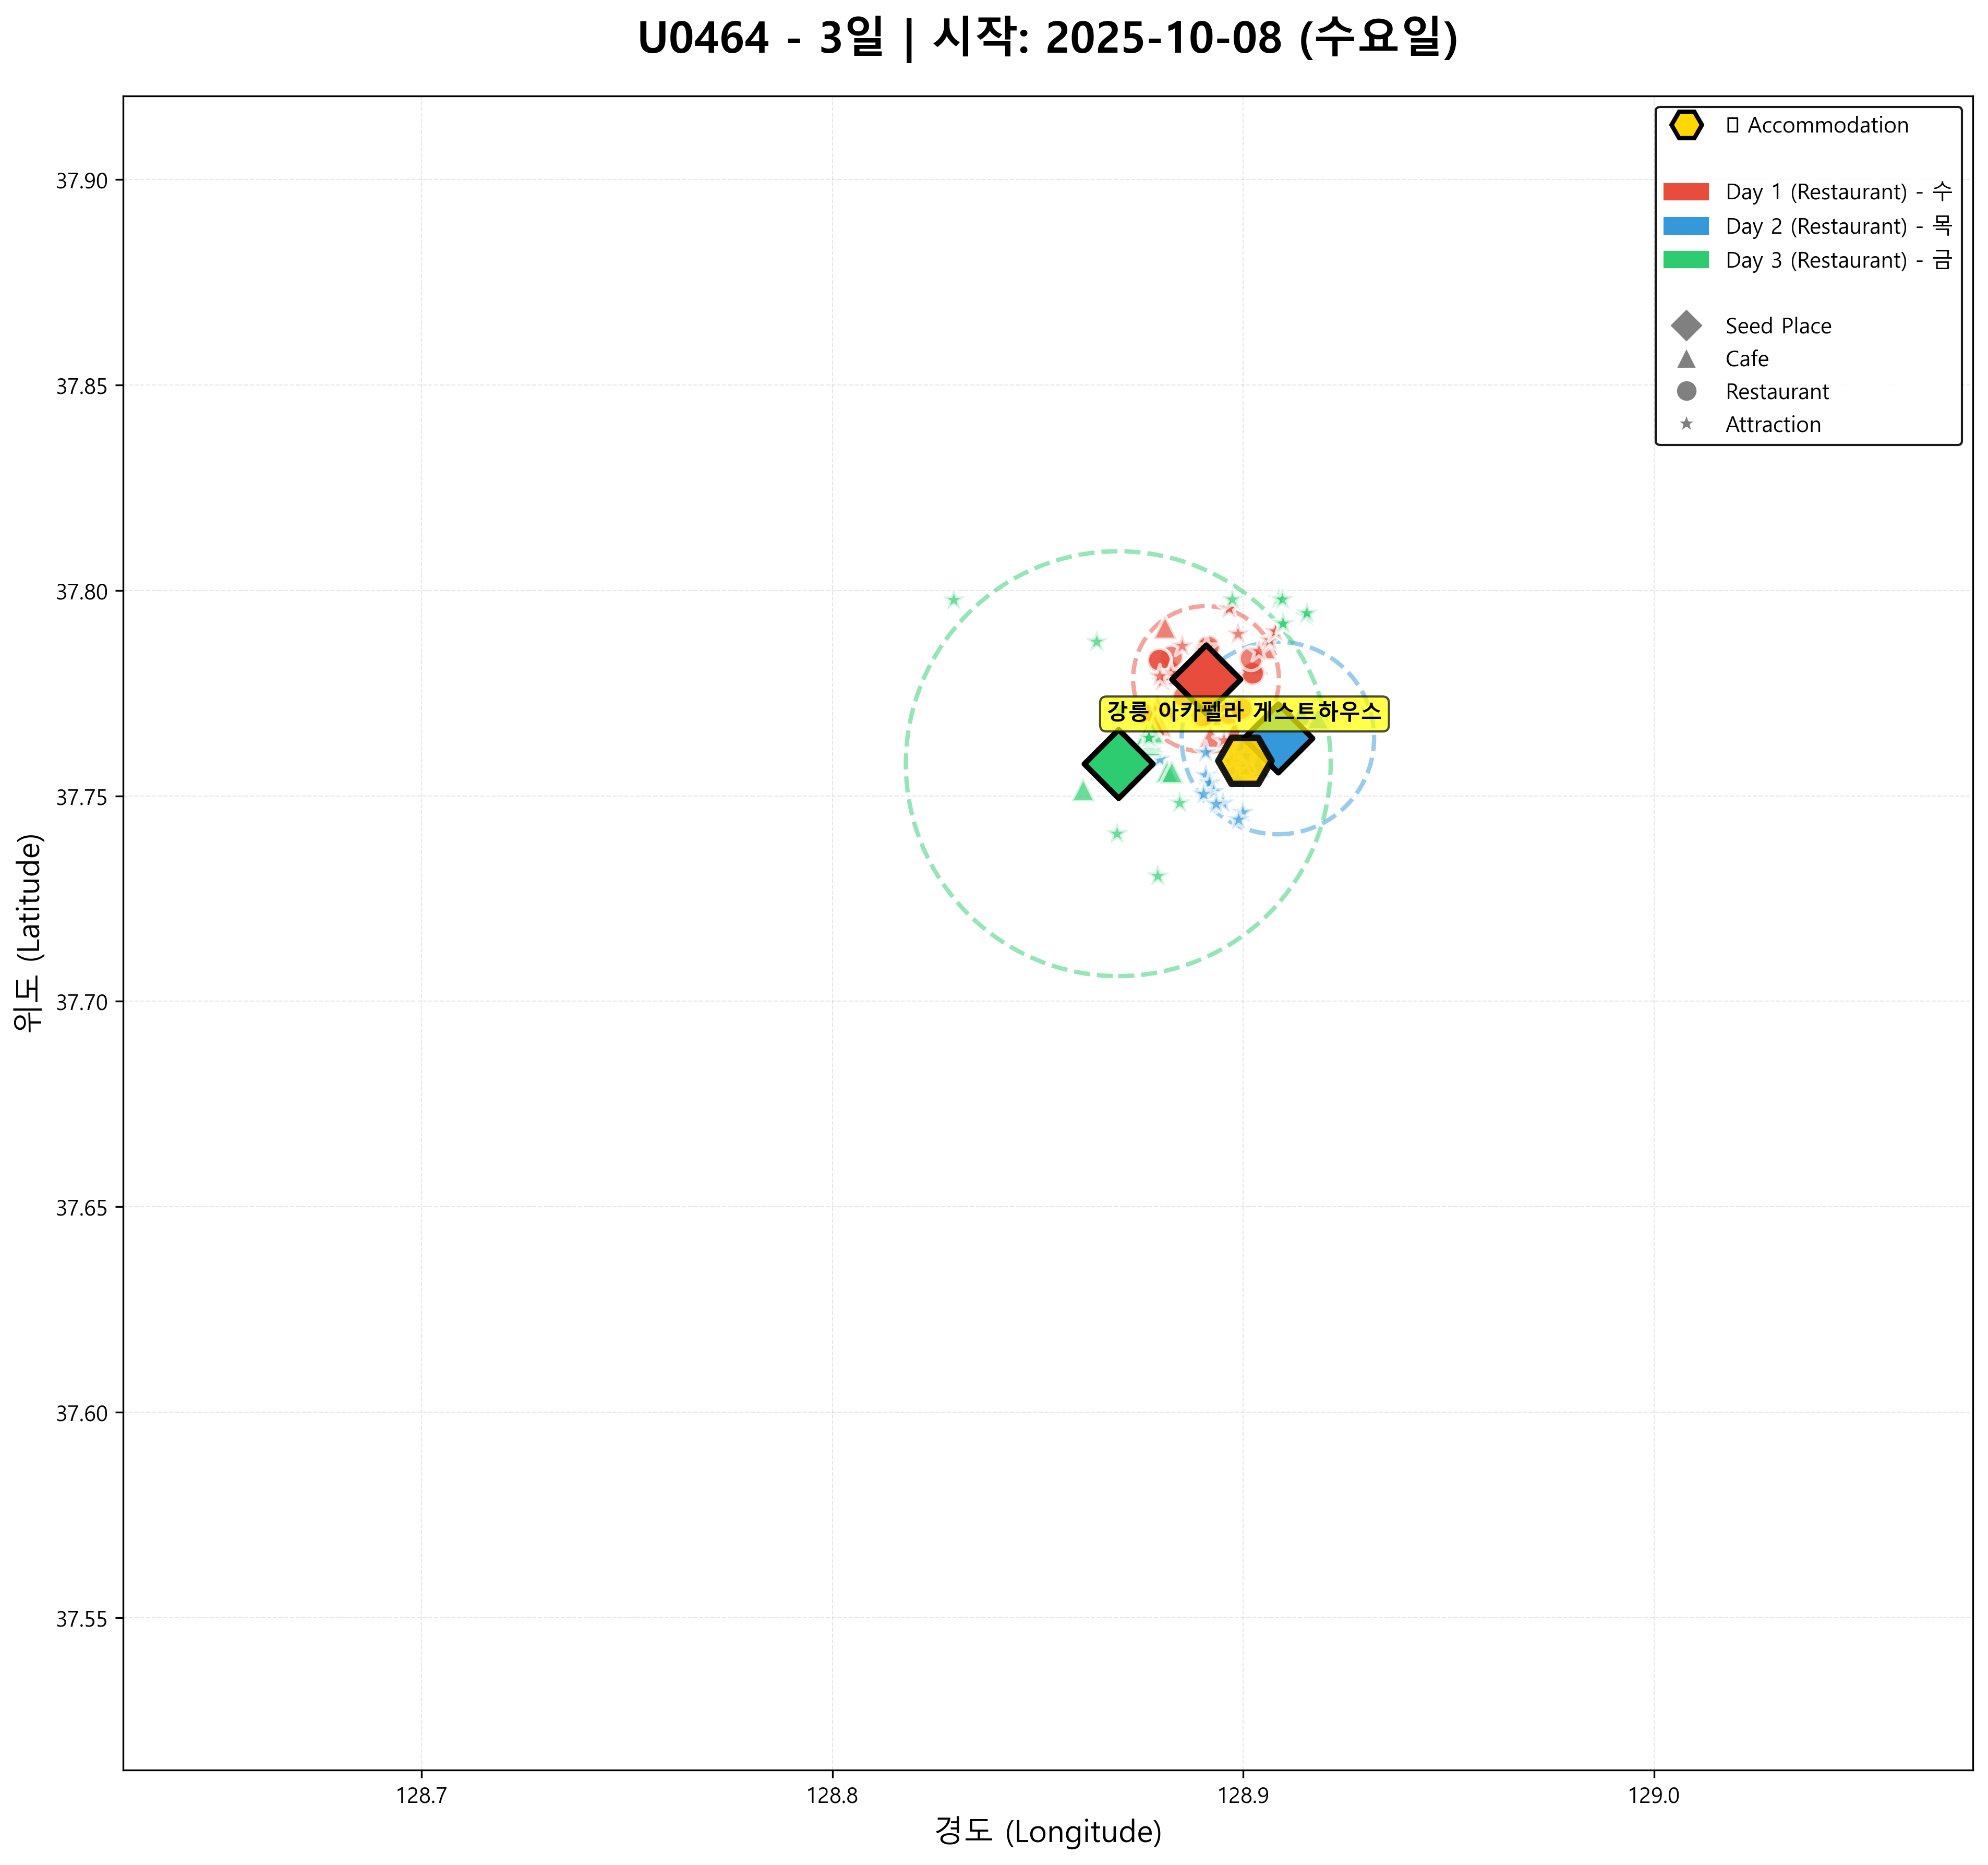 U0464 - 3일 | 시작: 2025-10-08 (수요일)
Accommodation
Day 1 (Restaurant) - 수
Day 2 (Restaurant) - 목
Day 3 (Restaurant) - 금
Seed Place
Cafe
Restaurant
Attraction
37.90
37.85
37.80
37.75
37.70
37.65
37.60
37.55
강릉 아카펠라 게스트하우스
위도 (Latitude)
128.7
128.8
128.9
129.0
경도 (Longitude)